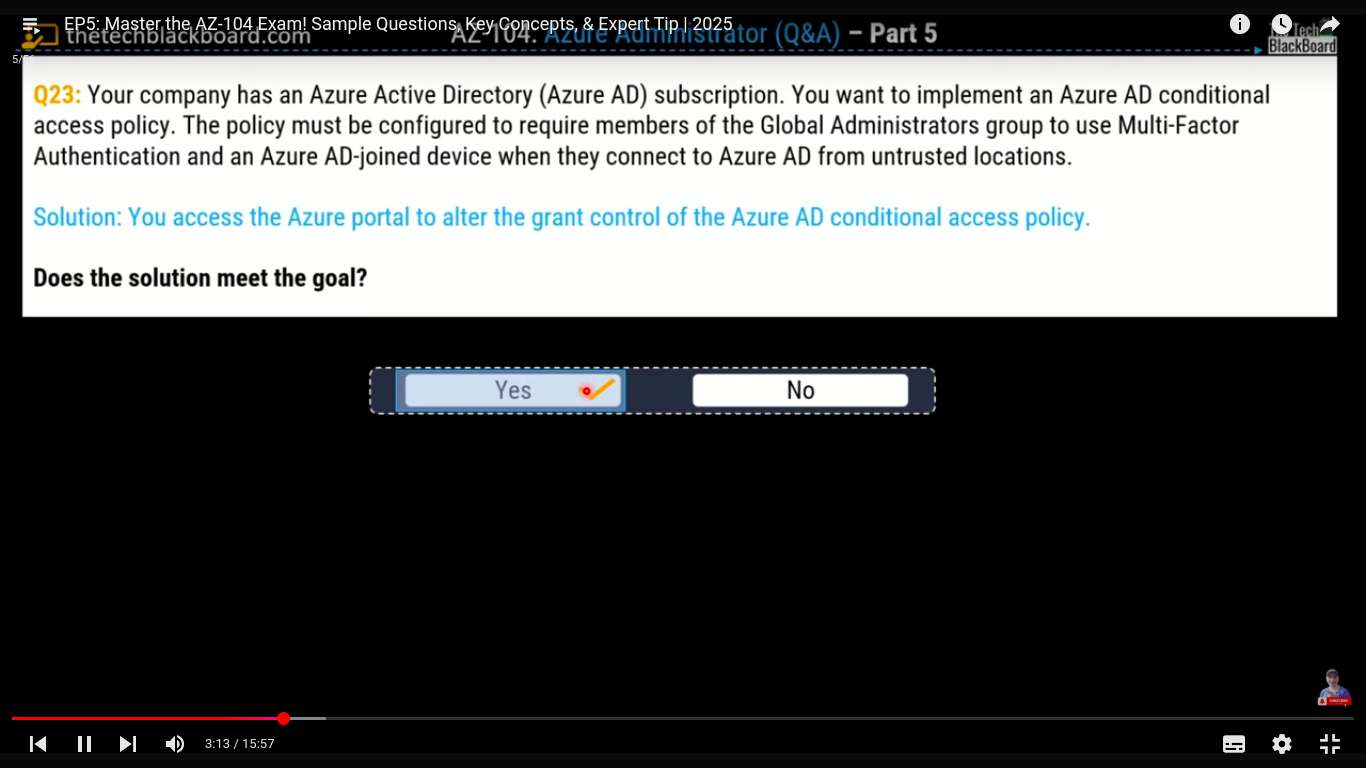 EP5: Master the AZ-104 Exam! Sample Questions, Key Concepts, & Expert Tip | 2025
thetechblackboard.com
AZ-104: Azure Administrator (Q&A) – Part 5
Tech
BlackBoard
Q23: Your company has an Azure Active Directory (Azure AD) subscription. You want to implement an Azure AD conditional
access policy. The policy must be configured to require members of the Global Administrators group to use Multi-Factor
Authentication and an Azure AD-joined device when they connect to Azure AD from untrusted locations.
Solution: You access the Azure portal to alter the grant control of the Azure AD conditional access policy.
Does the solution meet the goal?
Yes
No
3:13 / 15:57